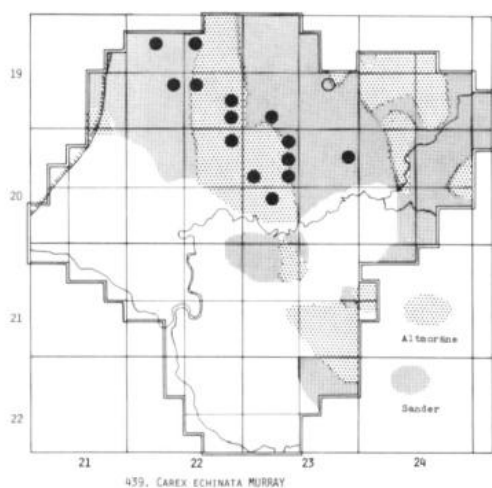 19
20
21
Altmoräne
Sander
22
21 22 23 24
439. CAREX ECHINATA MURRAY